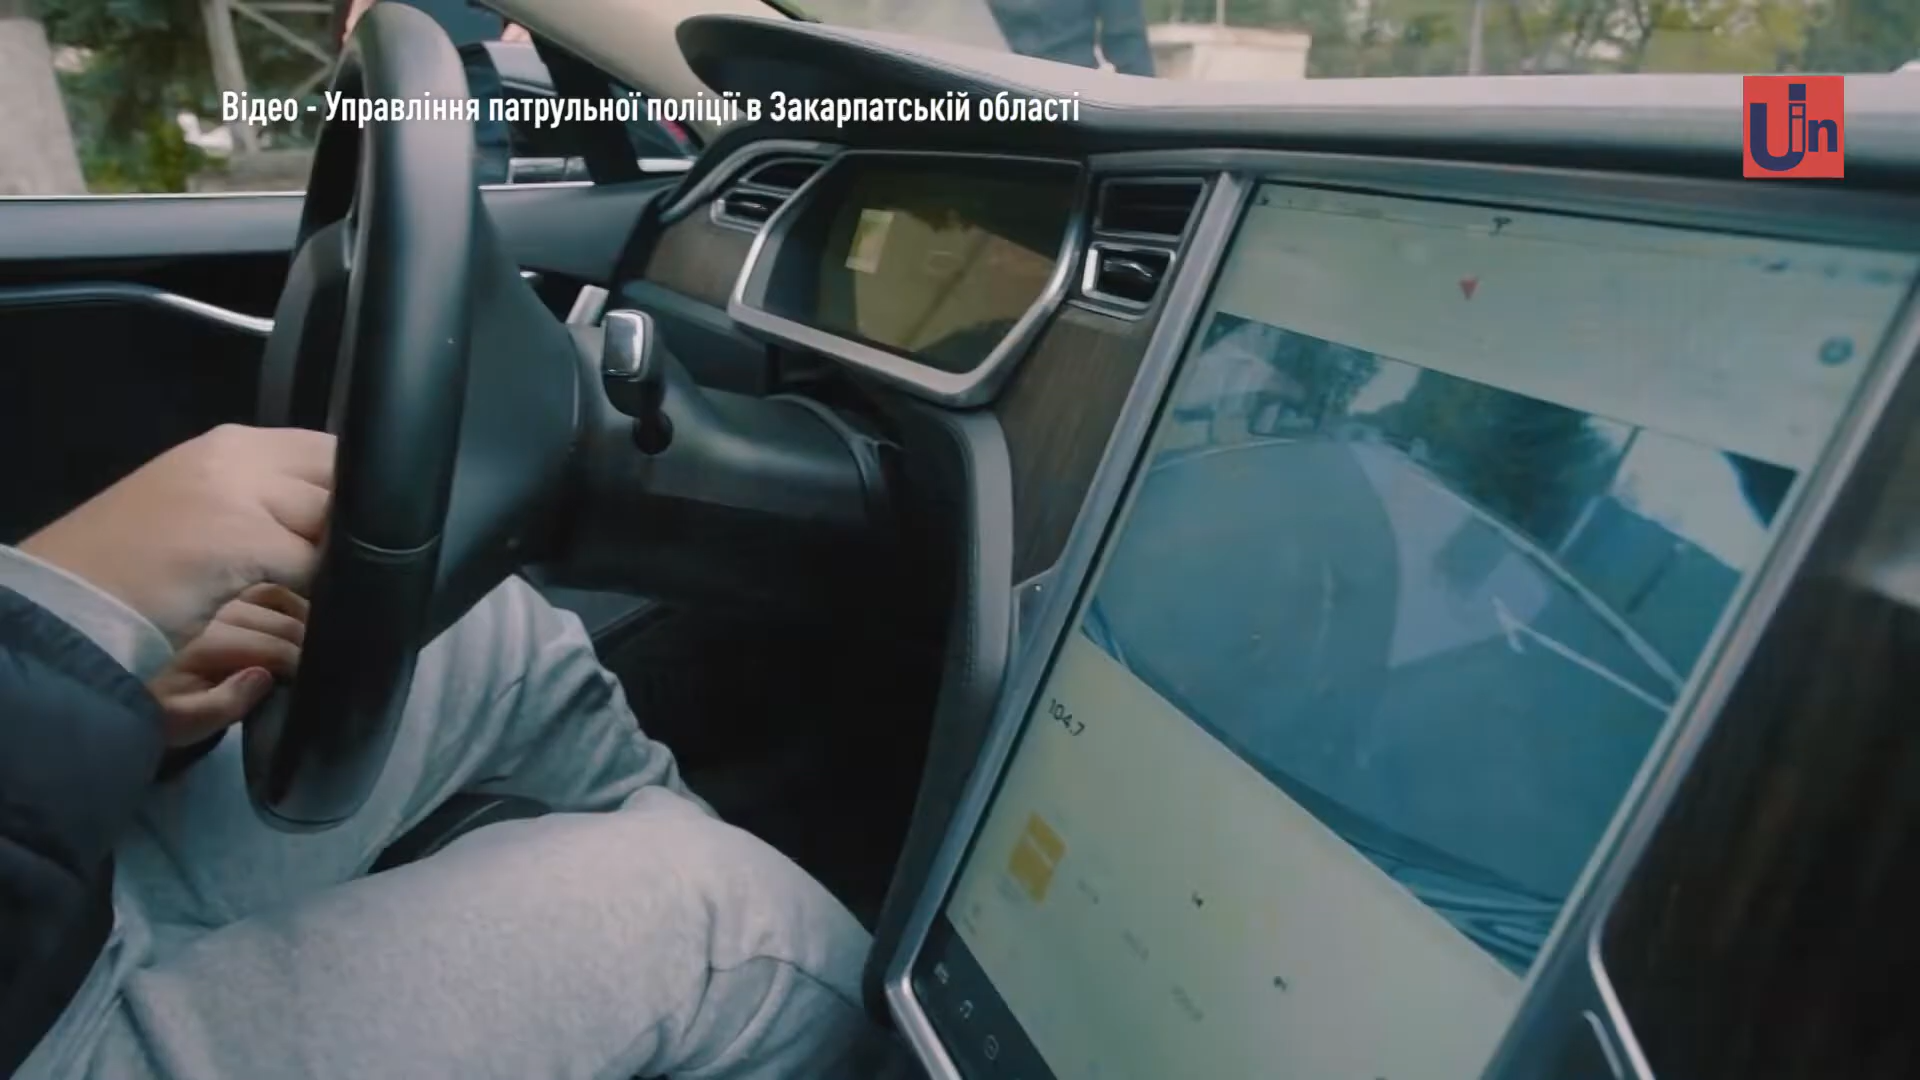 Відео - Управління патрульної поліції в Закарпатській області
Uin
104.7